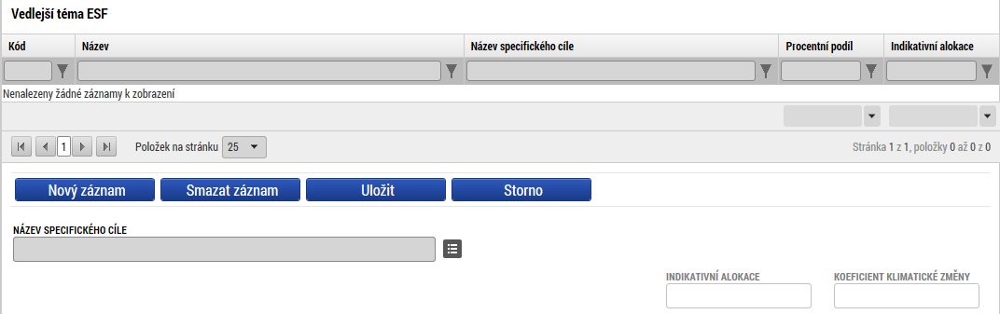 Vedlejší téma ESF
Kód Název Název specifického cíle Procentní podíl Indikativní alokace
Nenalezeny žádné záznamy k zobrazení
1 Položek na stránku 25 Stránka 1 z 1, položky 0 až 0 z 0
Nový záznam Smazat záznam Uložit Storno
NÁZEV SPECIFICKÉHO CÍLE
INDIKATIVNÍ ALOKACE KOEFICIENT KLIMATICKÉ ZMĚNY